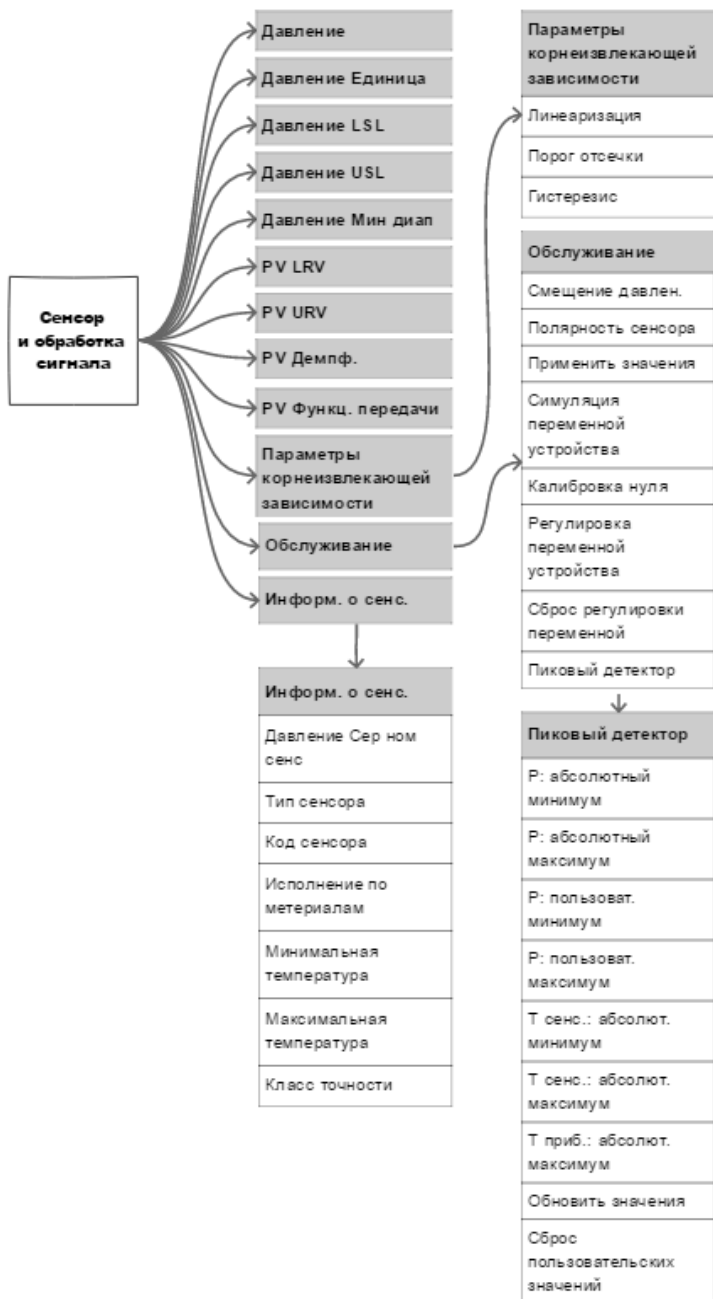 Сенсор
и обработка
сигнала
Давление
Давление Единица
Давление LSL
Давление USL
Давление Мин диап
PV LRV
PV URV
PV Демпф.
PV Функц. передачи
Параметры
корнеизвлекающей
зависимости
Обслуживание
Информ. о сенс.
Информ. о сенс.
Давление Сер ном
сенс
Тип сенсора
Код сенсора
Исполнение по
метериалам
Минимальная
температура
Максимальная
температура
Класс точности
Параметры
корнеизвлекающей
зависимости
Линеаризация
Порог отсечки
Гистерезис
Обслуживание
Смещение давлен.
Полярность сенсора
Применить значения
Симуляция
переменной
устройства
Калибровка нуля
Регулировка
переменной
устройства
Сброс регулировки
переменной
Пиковый детектор
Пиковый детектор
P: абсолютный
минимум
P: абсолютный
максимум
P: пользоват.
минимум
P: пользоват.
максимум
T сенс.: абсолют.
минимум
T сенс.: абсолют.
максимум
T приб.: абсолют.
максимум
Обновить значения
Сброс
пользовательских
значений